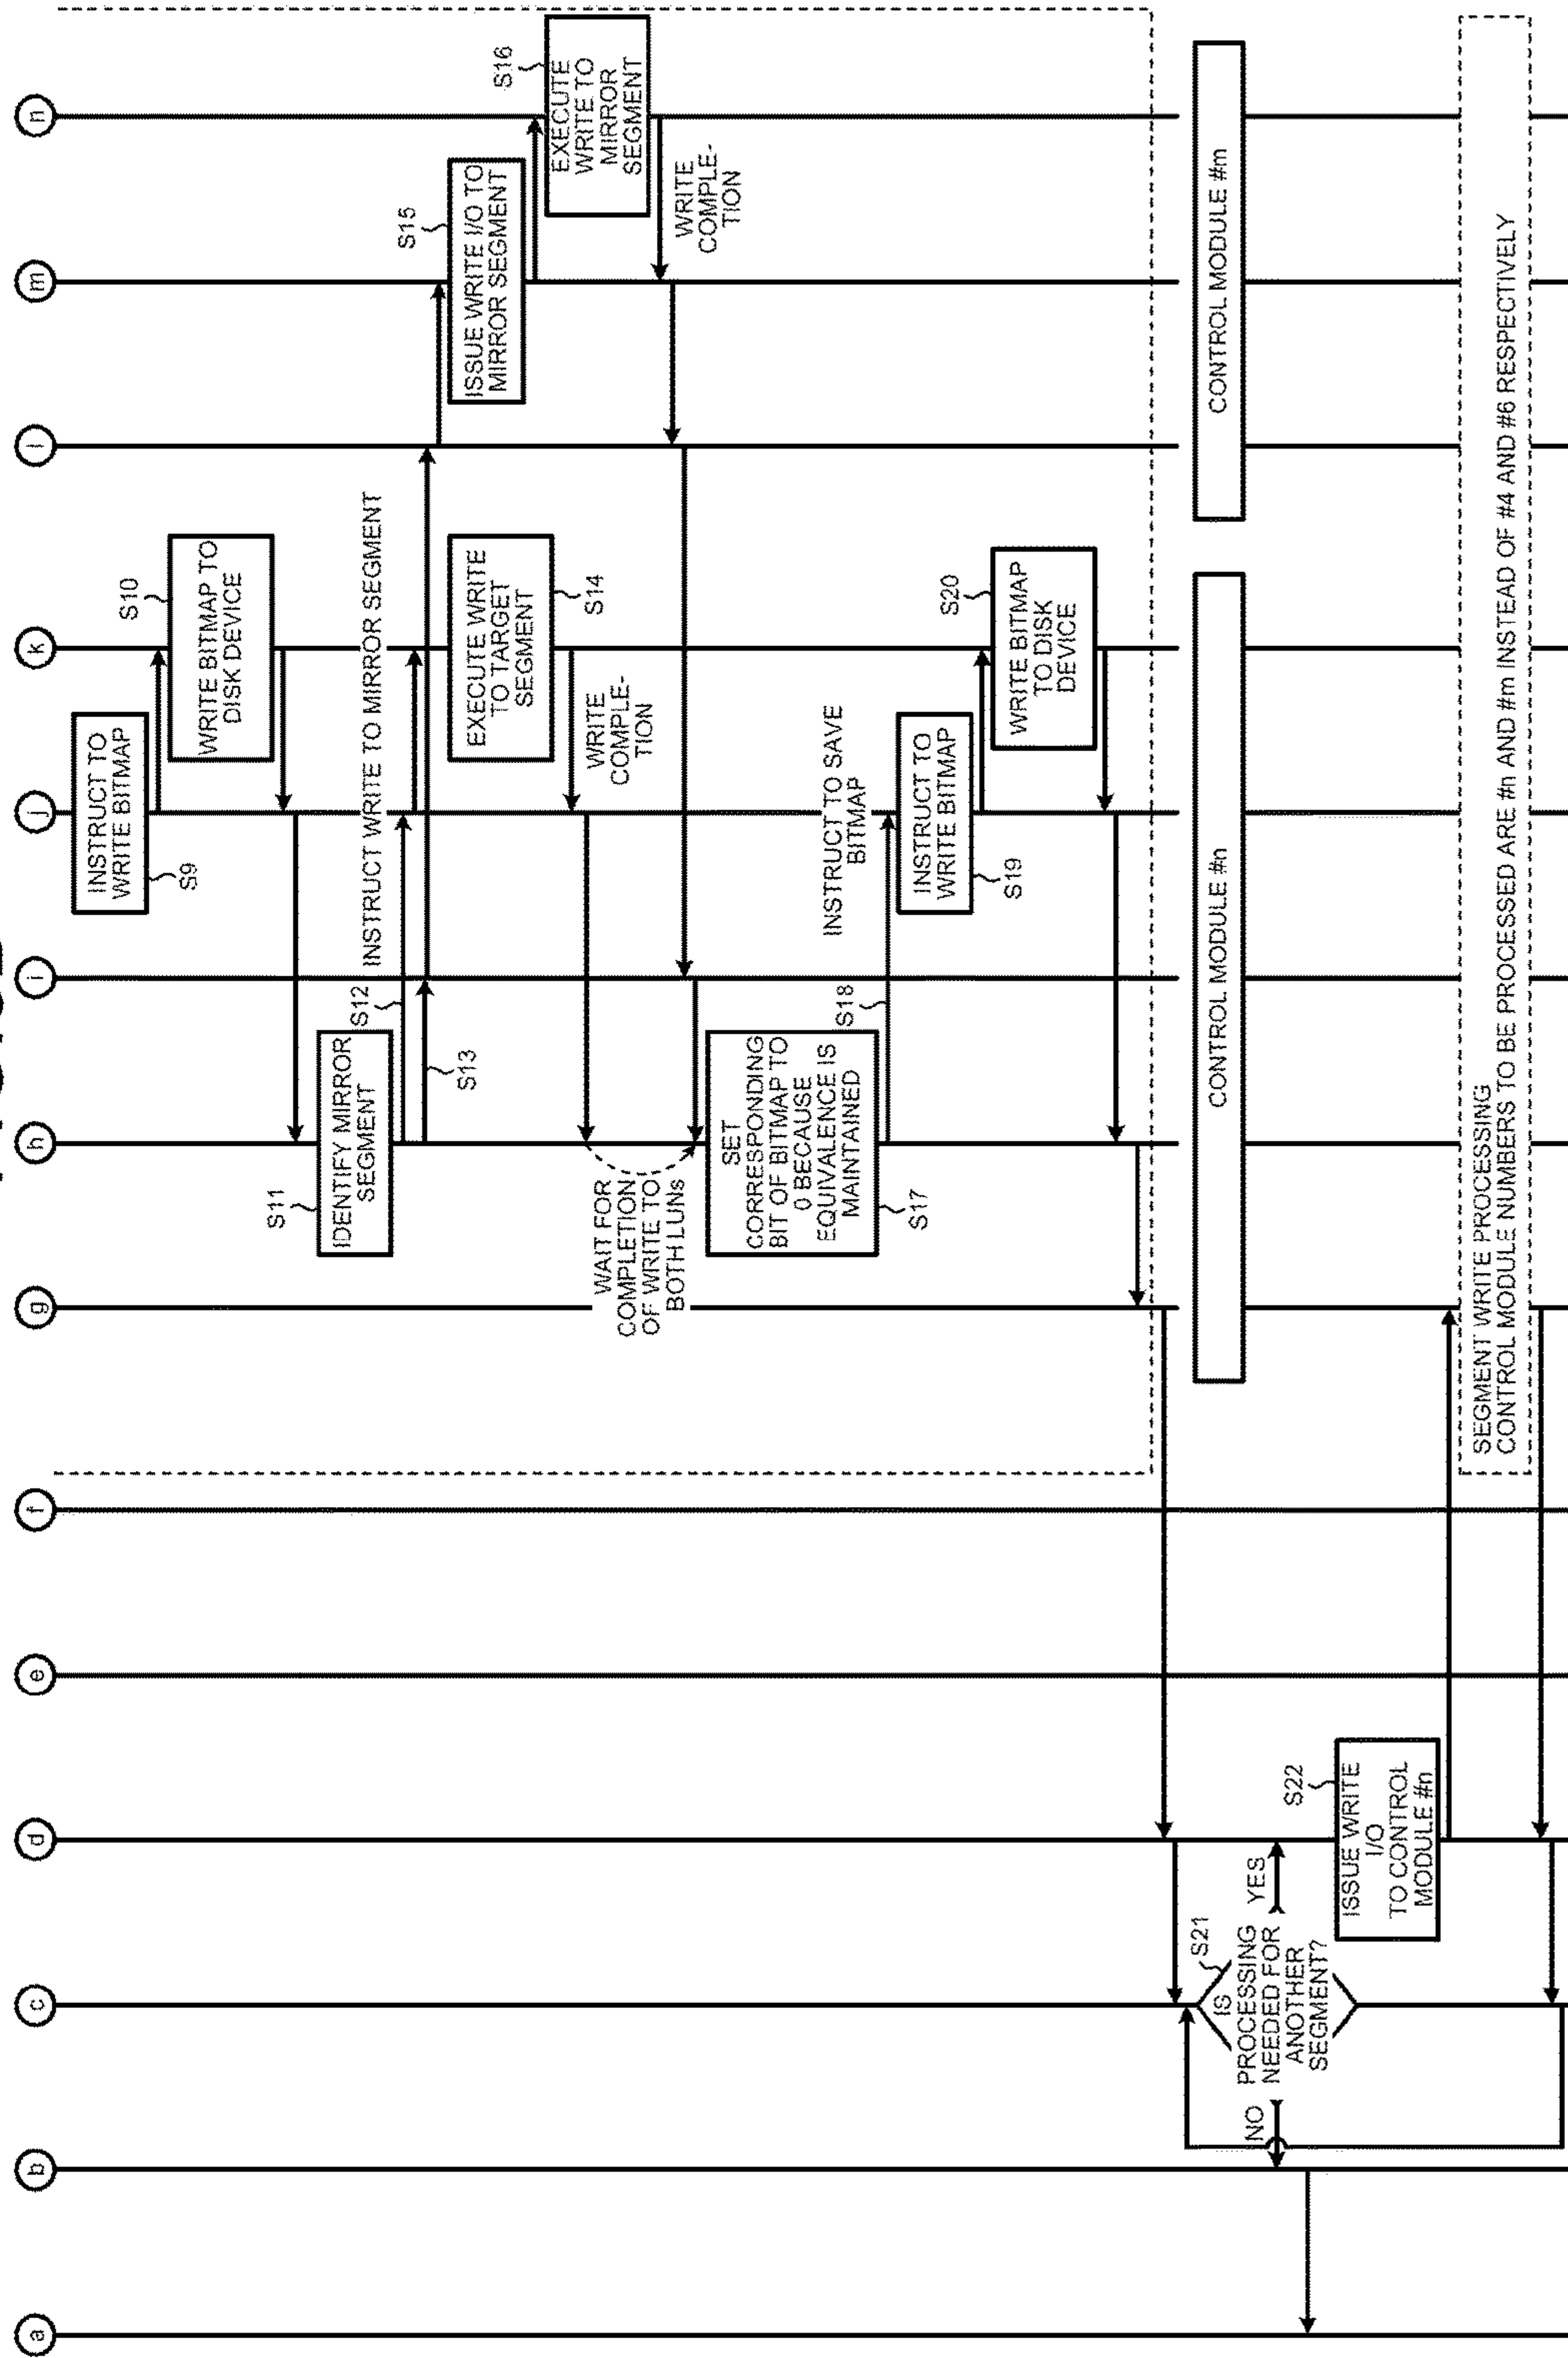 a
b
c
d
e
f
g
h
i
j
k
l
m
n
INSTRUCT TO
WRITE BITMAP
S9
S10
WRITE BITMAP TO
DISK DEVICE
S11
IDENTIFY MIRROR
SEGMENT
S12
INSTRUCT WRITE TO MIRROR SEGMENT
S13
EXECUTE WRITE
TO TARGET
SEGMENT
S14
S15
ISSUE WRITE I/O TO
MIRROR SEGMENT
S16
EXECUTE
WRITE TO
MIRROR
SEGMENT
WRITE
COMPLE-
TION
WRITE
COMPLE-
TION
WAIT FOR
COMPLETION
OF WRITE TO
BOTH LUNs
SET
CORRESPONDING
BIT OF BITMAP TO
0 BECAUSE
EQUIVALENCE IS
MAINTAINED
S17
S18
INSTRUCT TO SAVE
BITMAP
INSTRUCT TO
WRITE BITMAP
S19
S20
WRITE BITMAP
TO DISK
DEVICE
CONTROL MODULE #n
CONTROL MODULE #m
S21
IS
PROCESSING
NEEDED FOR
ANOTHER
SEGMENT?
NO
YES
S22
ISSUE WRITE
I/O
TO CONTROL
MODULE #n
SEGMENT WRITE PROCESSING
CONTROL MODULE NUMBERS TO BE PROCESSED ARE #n AND #m INSTEAD OF #4 AND #6 RESPECTIVELY